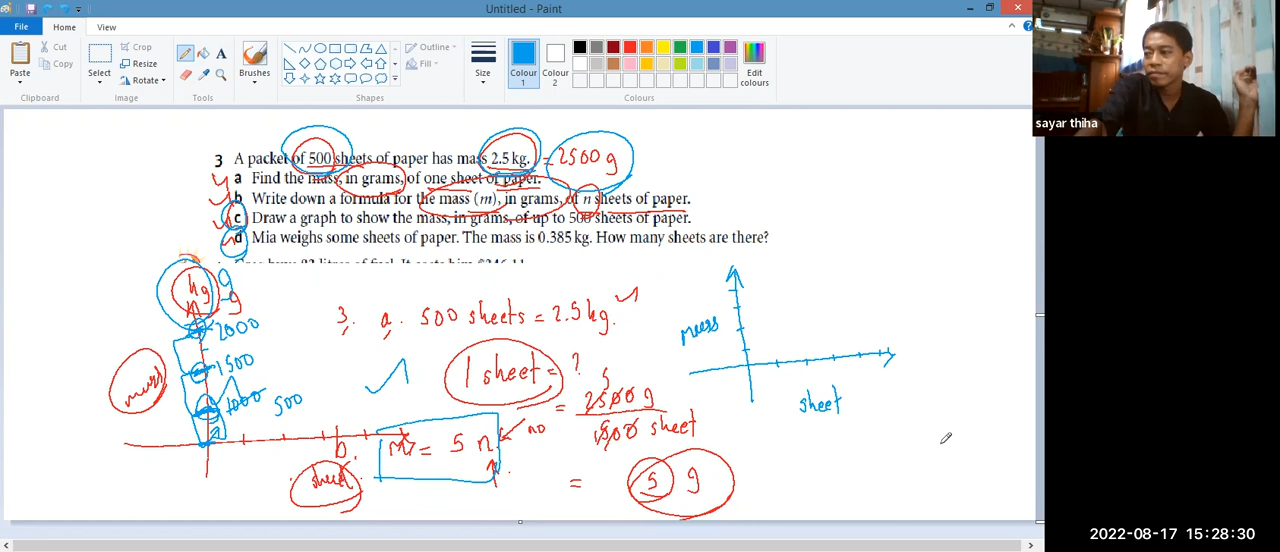 Untitled - Paint
File Home View
Paste
Cut
Copy
Clipboard
Select
Crop
Resize
Rotate
Image
Tools
Brushes
Shapes
Outline
Fill
Size
Colour 1
Colour 2
Edit colours
Colours
sayar thiha
3 A packet of 500 sheets of paper has mass 2.5 kg. = 2500 g
a Find the mass, in grams, of one sheet of paper.
b Write down a formula for the mass (m), in grams, of n sheets of paper.
c Draw a graph to show the mass, in grams, of up to 500 sheets of paper.
d Mia weighs some sheets of paper. The mass is 0.385 kg. How many sheets are there?
kg g
g
2000
1500
1000 500
mass
sheet
b
3. a. 500 sheets = 2.5 kg
1 sheet = ?
5
= 2500 g
500 sheet
= 5 g
m = 5 n
no
mass
sheet
2022-08-17 15:28:30